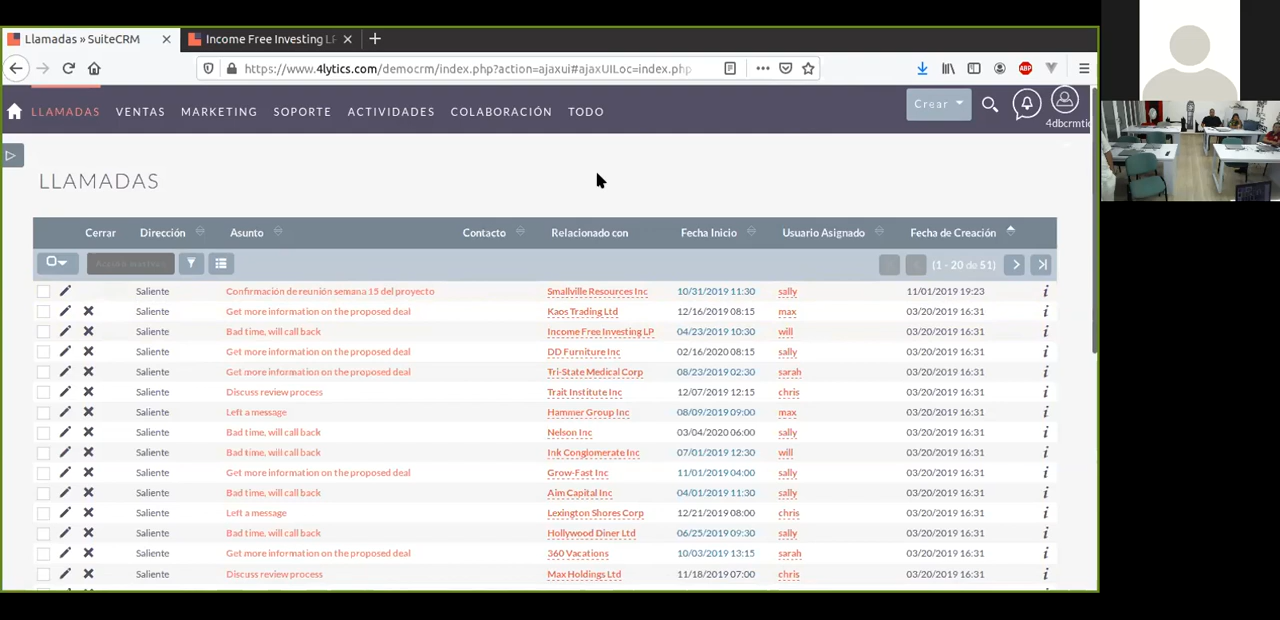 Llamadas » SuiteCRM
Income Free Investing LP
https://www.4lytics.com/democrm/index.php?action=ajaxui#ajaxUILoc=index.php
ABP
LLAMADAS VENTAS MARKETING SOPORTE ACTIVIDADES COLABORACIÓN TODO
Crear
4dbcrmtic
LLAMADAS
Cerrar Dirección Asunto Contacto Relacionado con Fecha Inicio Usuario Asignado Fecha de Creación
(1 - 20 de 51)
Saliente Confirmación de reunión semana 15 del proyecto Smallville Resources Inc 10/31/2019 11:30 sally 11/01/2019 19:23
Saliente Get more information on the proposed deal Kaos Trading Ltd 12/16/2019 08:15 max 03/20/2019 16:31
Saliente Bad time, will call back Income Free Investing LP 04/23/2019 10:30 will 03/20/2019 16:31
Saliente Get more information on the proposed deal DD Furniture Inc 02/16/2020 08:15 sally 03/20/2019 16:31
Saliente Get more information on the proposed deal Tri-State Medical Corp 08/23/2019 02:30 sarah 03/20/2019 16:31
Saliente Discuss review process Trait Institute Inc 12/07/2019 12:15 chris 03/20/2019 16:31
Saliente Left a message Hammer Group Inc 08/09/2019 09:00 max 03/20/2019 16:31
Saliente Bad time, will call back Nelson Inc 03/04/2020 06:00 sally 03/20/2019 16:31
Saliente Bad time, will call back Ink Conglomerate Inc 07/01/2019 12:30 will 03/20/2019 16:31
Saliente Get more information on the proposed deal Grow-Fast Inc 11/01/2019 04:00 sally 03/20/2019 16:31
Saliente Bad time, will call back Aim Capital Inc 04/01/2019 11:30 sally 03/20/2019 16:31
Saliente Left a message Lexington Shores Corp 12/21/2019 08:00 chris 03/20/2019 16:31
Saliente Bad time, will call back Hollywood Diner Ltd 06/25/2019 09:30 sally 03/20/2019 16:31
Saliente Get more information on the proposed deal 360 Vacations 10/03/2019 13:15 sarah 03/20/2019 16:31
Saliente Discuss review process Max Holdings Ltd 11/18/2019 07:00 chris 03/20/2019 16:31